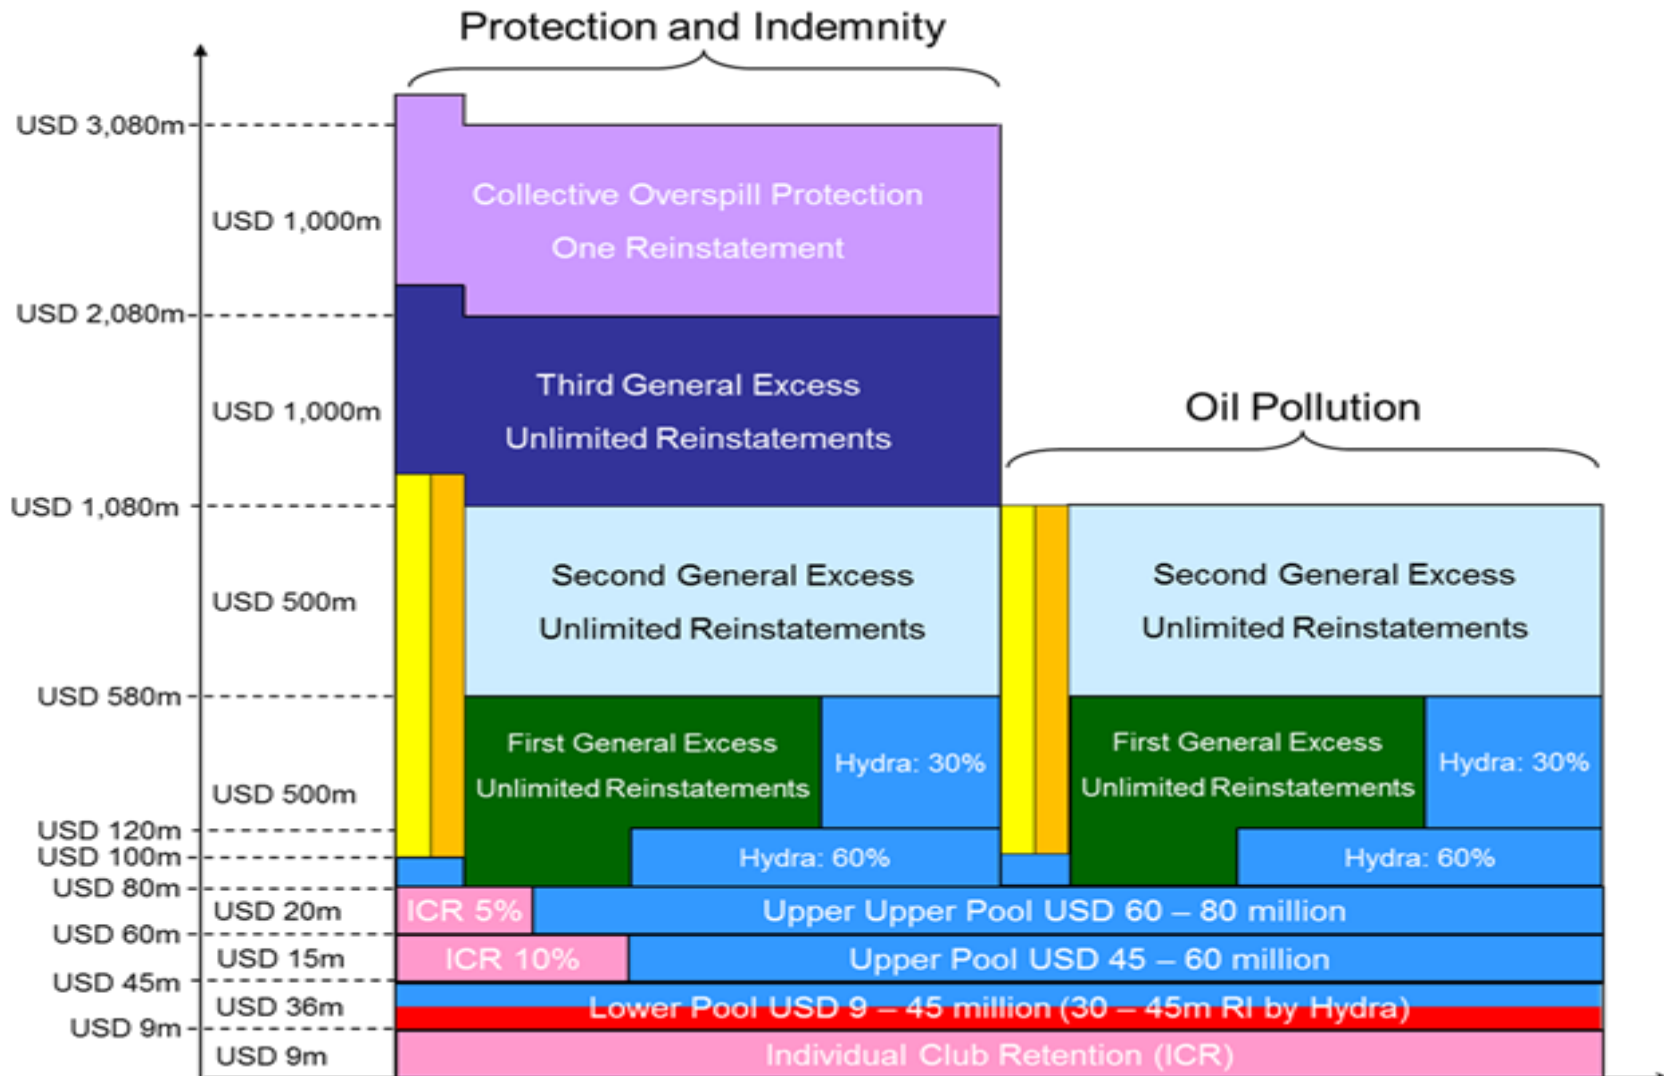 Protection and Indemnity
USD 3,080m
Collective Overspill Protection
USD 1,000m
One Reinstatement
USD 2,080m
Third General Excess
USD 1,000m
Unlimited Reinstatements
Oil Pollution
USD 1,080m
Second General Excess
Second General Excess
USD 500m
Unlimited Reinstatements
Unlimited Reinstatements
USD 580m
First General Excess
Hydra: 30%
First General Excess
Hydra: 30%
USD 500m
Unlimited Reinstatements
Unlimited Reinstatements
USD 120m
USD 100m
Hydra: 60%
Hydra: 60%
USD 80m
USD 20m
ICR 5%
Upper Upper Pool USD 60 – 80 million
USD 60m
USD 15m
ICR 10%
Upper Pool USD 45 – 60 million
USD 45m
USD 36m
Lower Pool USD 9 – 45 million (30 – 45m RI by Hydra)
USD 9m
USD 9m
Individual Club Retention (ICR)